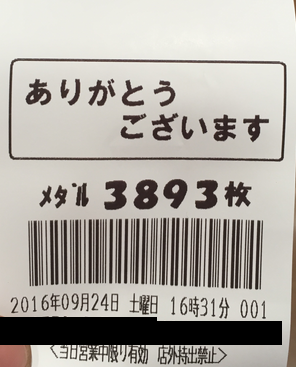 ありがとう
ございます
メダル 3893枚
2016年09月24日 土曜日 16時31分 001
<当日営業中限り有効 店外持出禁止>